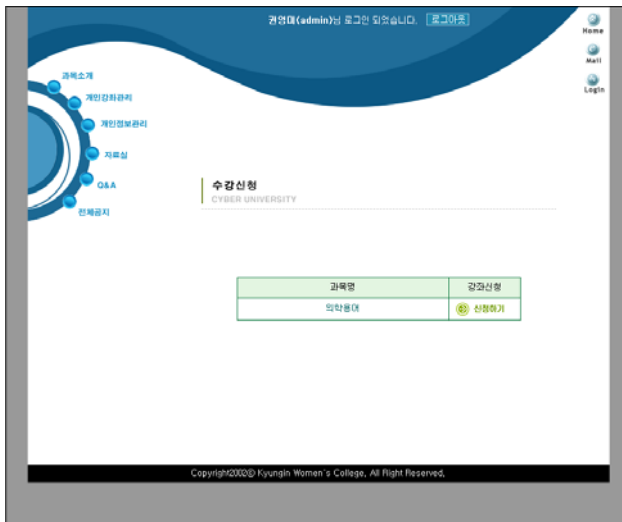 권영대(admin)님 로그인 되었습니다. [로그아웃]
Home
Mail
Login
과목소개
개인강좌관리
개인정보관리
자료실
Q&A
전체공지
수강신청
CYBER UNIVERSITY
과목명 강좌신청
의학용어 신청하기
Copyright2002© Kyungin Women's College, All Right Reserved,